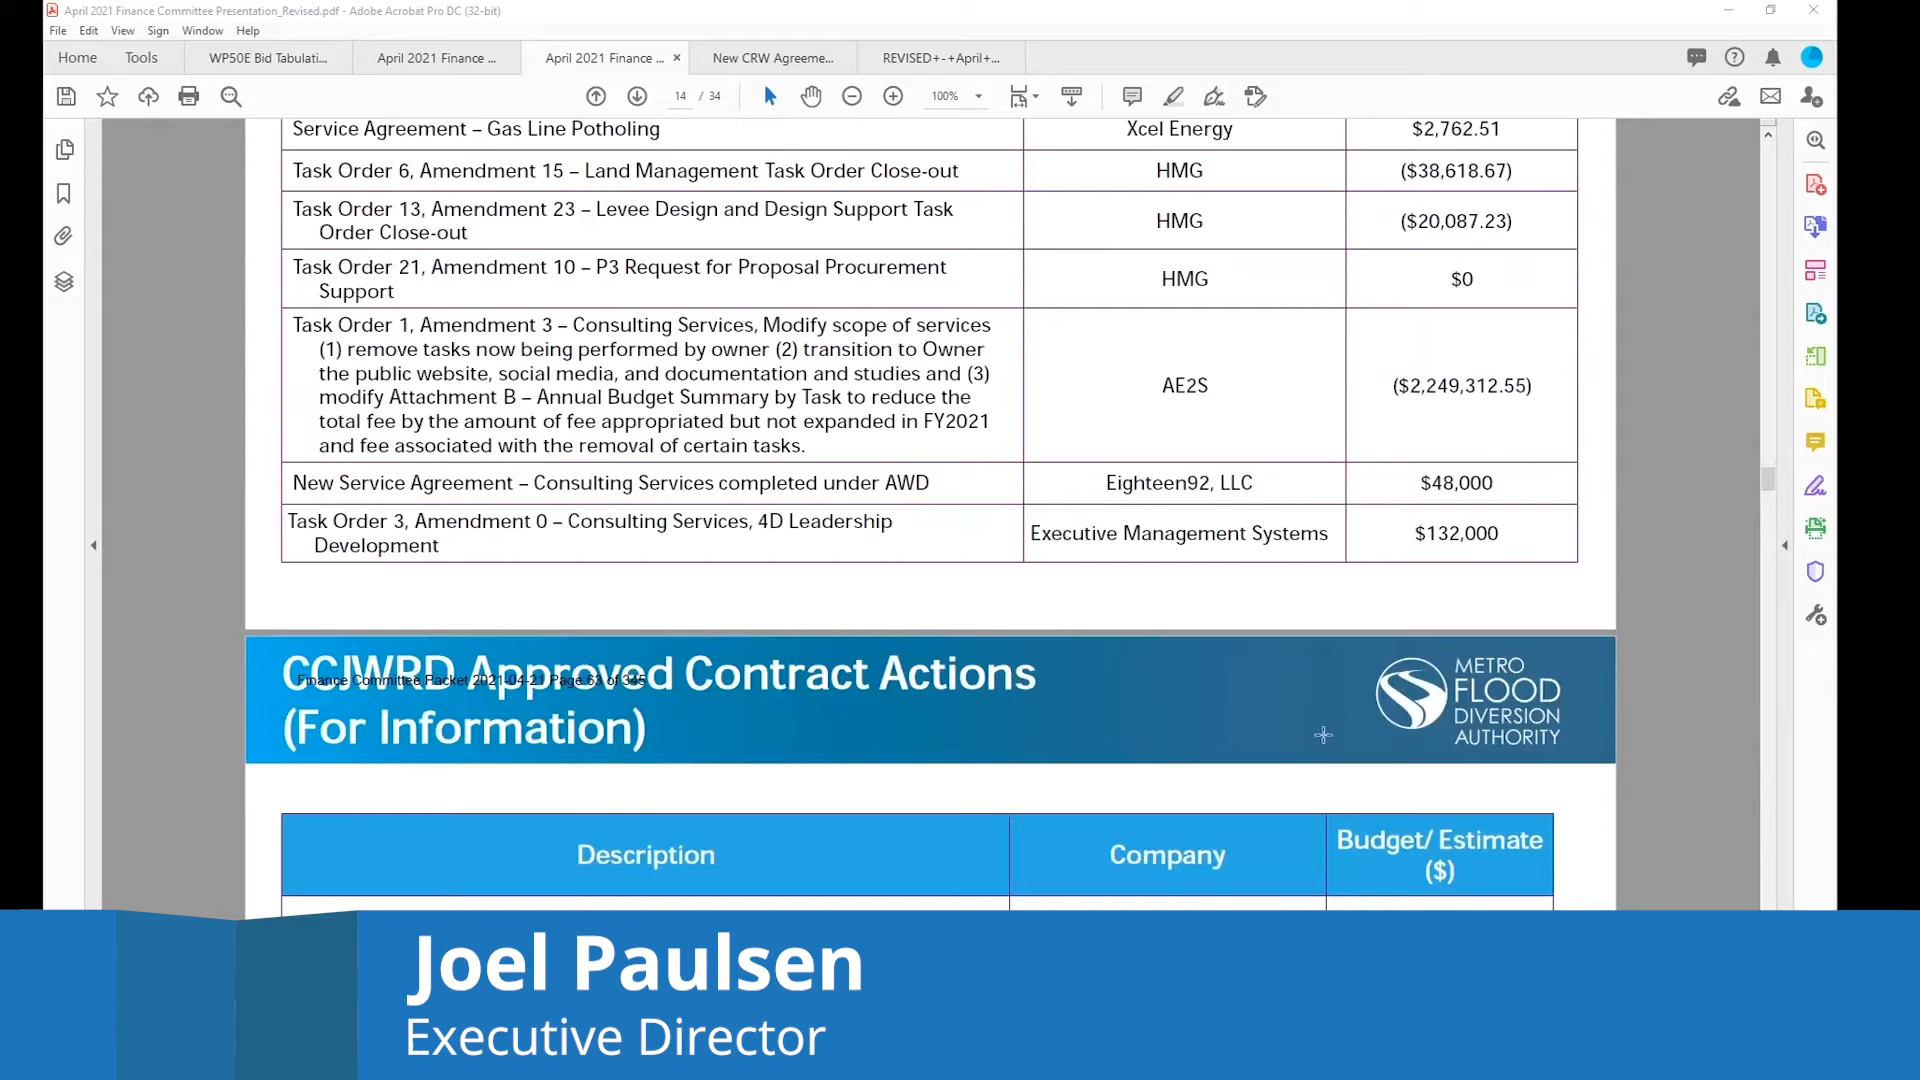 April 2021 Finance Committee Presentation_Revised.pdf - Adobe Acrobat Pro DC (32-bit)
File Edit View Sign Window Help
Home Tools WP50E Bid Tabulati... April 2021 Finance ... April 2021 Finance ... × New CRW Agreeme... REVISED+-+April+...
14 / 34 100%
Service Agreement – Gas Line Potholing Xcel Energy $2,762.51
Task Order 6, Amendment 15 – Land Management Task Order Close-out HMG ($38,618.67)
Task Order 13, Amendment 23 – Levee Design and Design Support Task
Order Close-out HMG ($20,087.23)
Task Order 21, Amendment 10 – P3 Request for Proposal Procurement
Support HMG $0
Task Order 1, Amendment 3 – Consulting Services, Modify scope of services
(1) remove tasks now being performed by owner (2) transition to Owner
the public website, social media, and documentation and studies and (3)
modify Attachment B – Annual Budget Summary by Task to reduce the
total fee by the amount of fee appropriated but not expanded in FY2021
and fee associated with the removal of certain tasks.
AE2S ($2,249,312.55)
New Service Agreement – Consulting Services completed under AWD Eighteen92, LLC $48,000
Task Order 3, Amendment 0 – Consulting Services, 4D Leadership
Development Executive Management Systems $132,000
CCJWRD Approved Contract Actions
Finance Committee Packet 2021-04-21 Page 63 of 345
(For Information)
METRO
FLOOD
DIVERSION
AUTHORITY
Description Company Budget/ Estimate
($)
Joel Paulsen
Executive Director